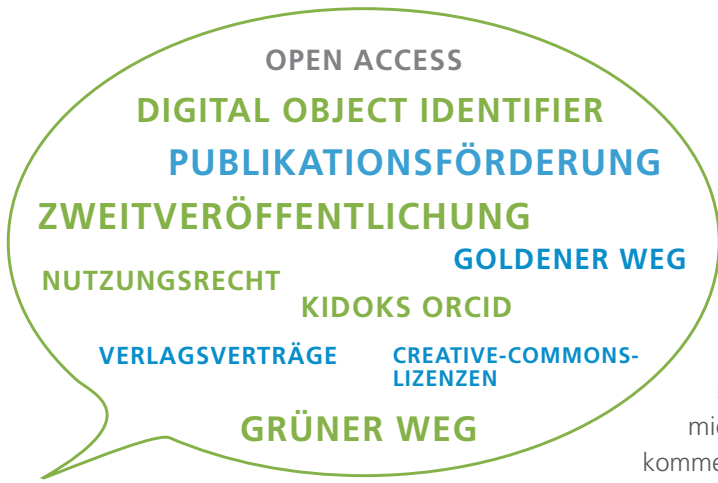 OPEN ACCESS
DIGITAL OBJECT IDENTIFIER
PUBLIKATIONSFÖRDERUNG
ZWEITVERÖFFENTLICHUNG
GOLDENER WEG
NUTZUNGSRECHT
KIDOKS ORCID
VERLAGSVERTRÄGE
CREATIVE-COMMONS-
LIZENZEN
GRÜNER WEG